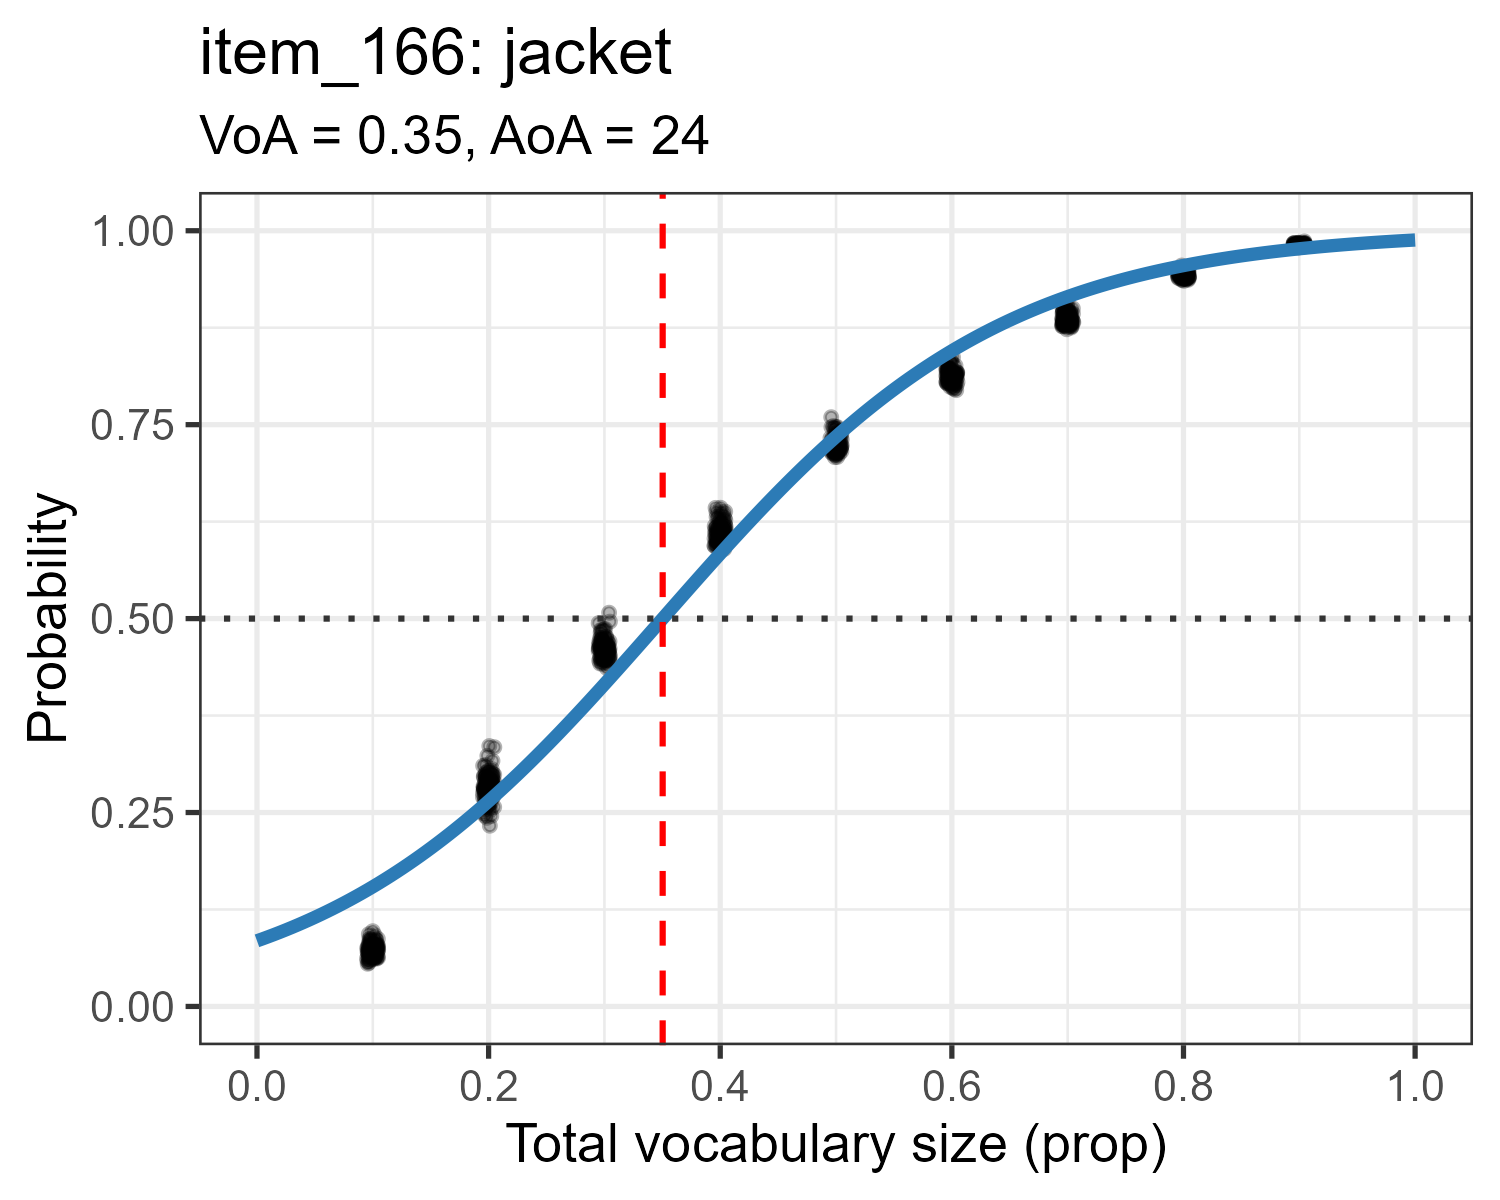 item_166: jacket
VoA = 0.35, AoA = 24
Probability
1.00
0.75
0.50
0.25
0.00
0.0 0.2 0.4 0.6 0.8 1.0
Total vocabulary size (prop)